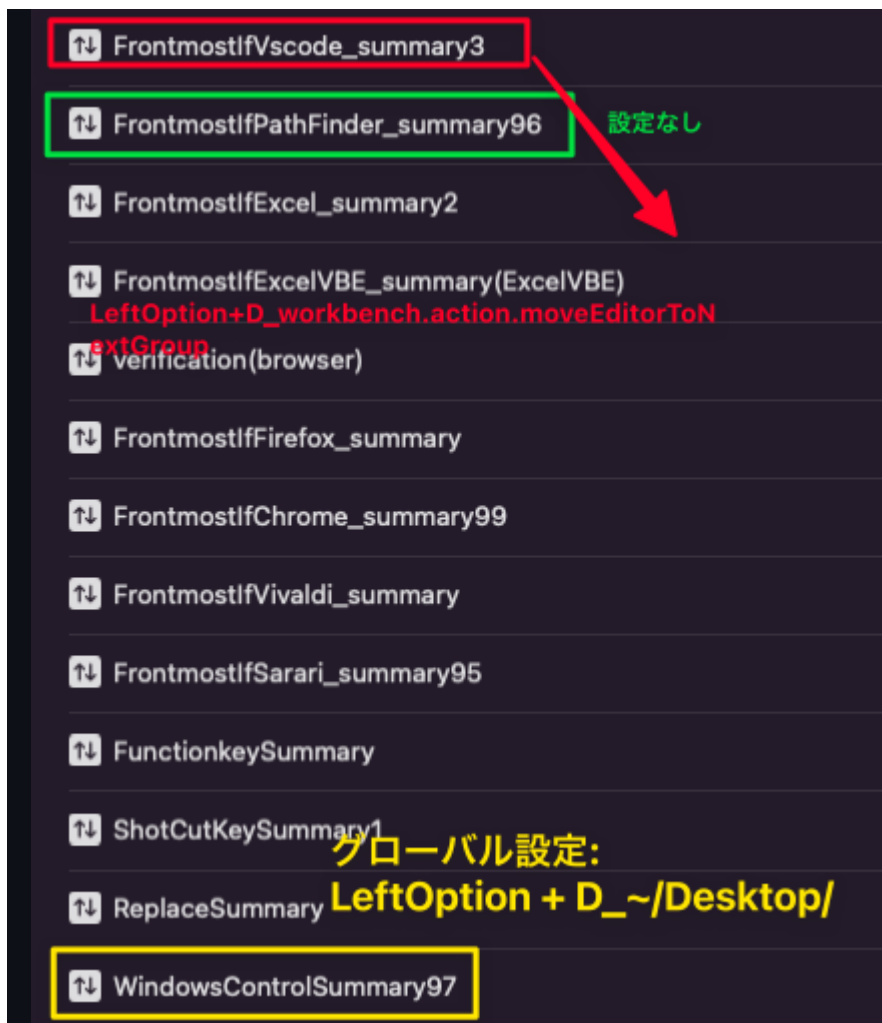 FrontmostIfVscode_summary3
FrontmostIfPathFinder_summary96
設定なし
FrontmostIfExcel_summary2
FrontmostIfExcelVBE_summary(ExcelVBE)
LeftOption+D_workbench.action.moveEditorToN
extGroup
verification(browser)
FrontmostIfFirefox_summary
FrontmostIfChrome_summary99
FrontmostIfVivaldi_summary
FrontmostIfSarari_summary95
FunctionkeySummary
ShotCutKeySummary1
グローバル設定:
LeftOption + D_~/Desktop/
ReplaceSummary
WindowsControlSummary97